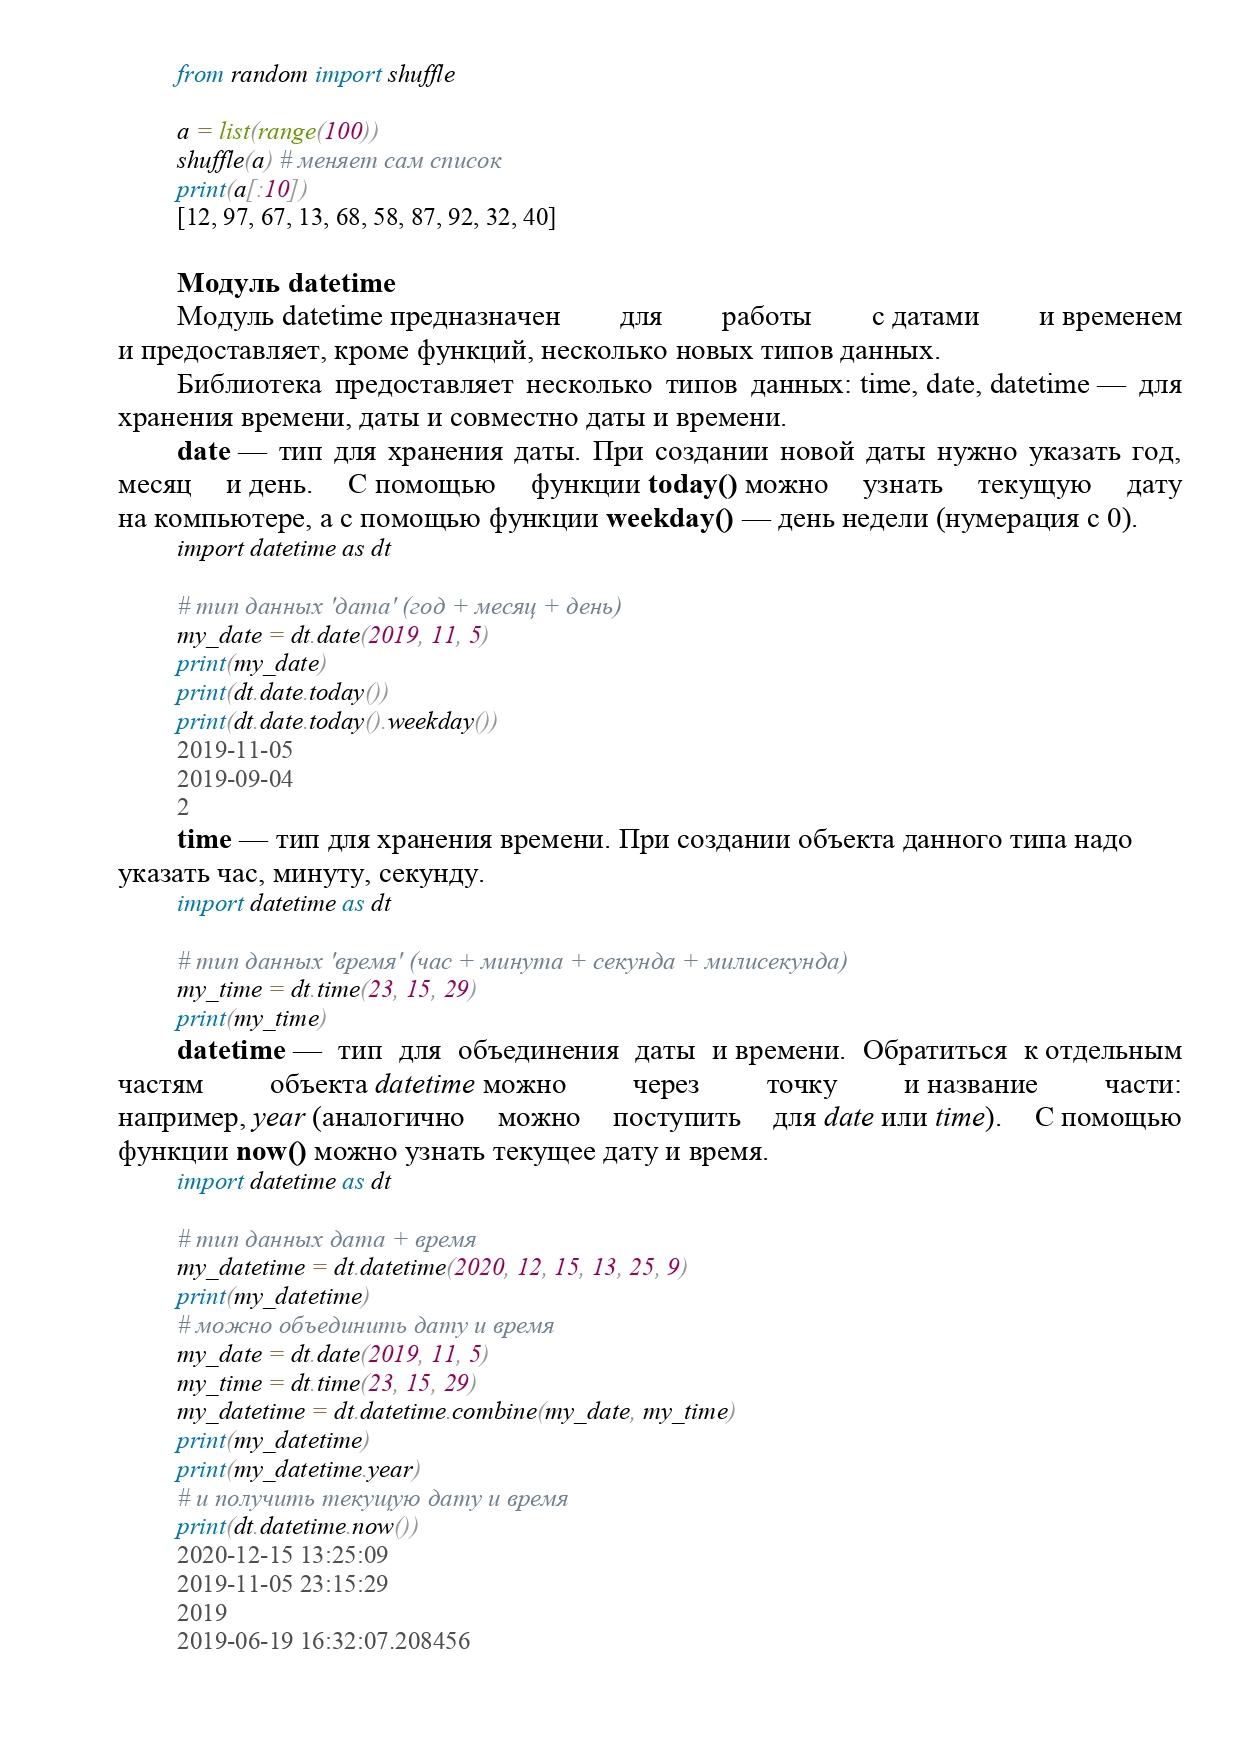 from random import shuffle
a = list(range(100))
shuffle(a) # меняет сам список
print(a[:10])
[12, 97, 67, 13, 68, 58, 87, 92, 32, 40]
Модуль datetime
Модуль datetime предназначен для работы с датами и временем
и предоставляет, кроме функций, несколько новых типов данных.
Библиотека предоставляет несколько типов данных: time, date, datetime — для
хранения времени, даты и совместно даты и времени.
date — тип для хранения даты. При создании новой даты нужно указать год,
месяц и день. С помощью функции today() можно узнать текущую дату
на компьютере, а с помощью функции weekday() — день недели (нумерация с 0).
import datetime as dt
# тип данных 'дата' (год + месяц + день)
my_date = dt.date(2019, 11, 5)
print(my_date)
print(dt.date.today())
print(dt.date.today().weekday())
2019-11-05
2019-09-04
2
time — тип для хранения времени. При создании объекта данного типа надо
указать час, минуту, секунду.
import datetime as dt
# тип данных 'время' (час + минута + секунда + милисекунда)
my_time = dt.time(23, 15, 29)
print(my_time)
datetime — тип для объединения даты и времени. Обратиться к отдельным
частям объекта datetime можно через точку и название части:
например, year (аналогично можно поступить для date или time). С помощью
функции now() можно узнать текущее дату и время.
import datetime as dt
# тип данных дата + время
my_datetime = dt.datetime(2020, 12, 15, 13, 25, 9)
print(my_datetime)
# можно объединить дату и время
my_date = dt.date(2019, 11, 5)
my_time = dt.time(23, 15, 29)
my_datetime = dt.datetime.combine(my_date, my_time)
print(my_datetime)
print(my_datetime.year)
# и получить текущую дату и время
print(dt.datetime.now())
2020-12-15 13:25:09
2019-11-05 23:15:29
2019
2019-06-19 16:32:07.208456